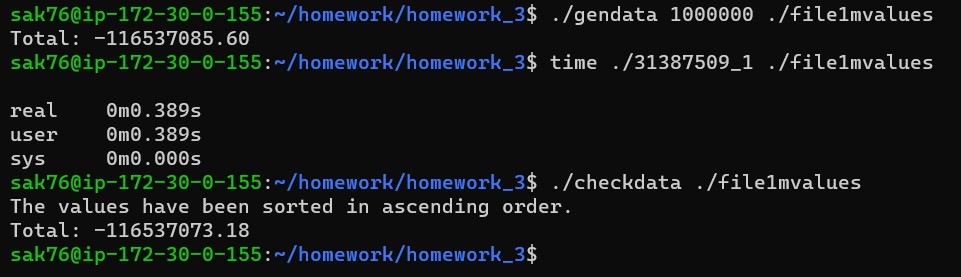 sak76@ip-172-30-0-155:~/homework/homework_3$ ./gendata 1000000 ./file1mvalues
Total: -116537085.60
sak76@ip-172-30-0-155:~/homework/homework_3$ time ./31387509_1 ./file1mvalues
real 0m0.389s
user 0m0.389s
sys 0m0.000s
sak76@ip-172-30-0-155:~/homework/homework_3$ ./checkdata ./file1mvalues
The values have been sorted in ascending order.
Total: -116537073.18
sak76@ip-172-30-0-155:~/homework/homework_3$